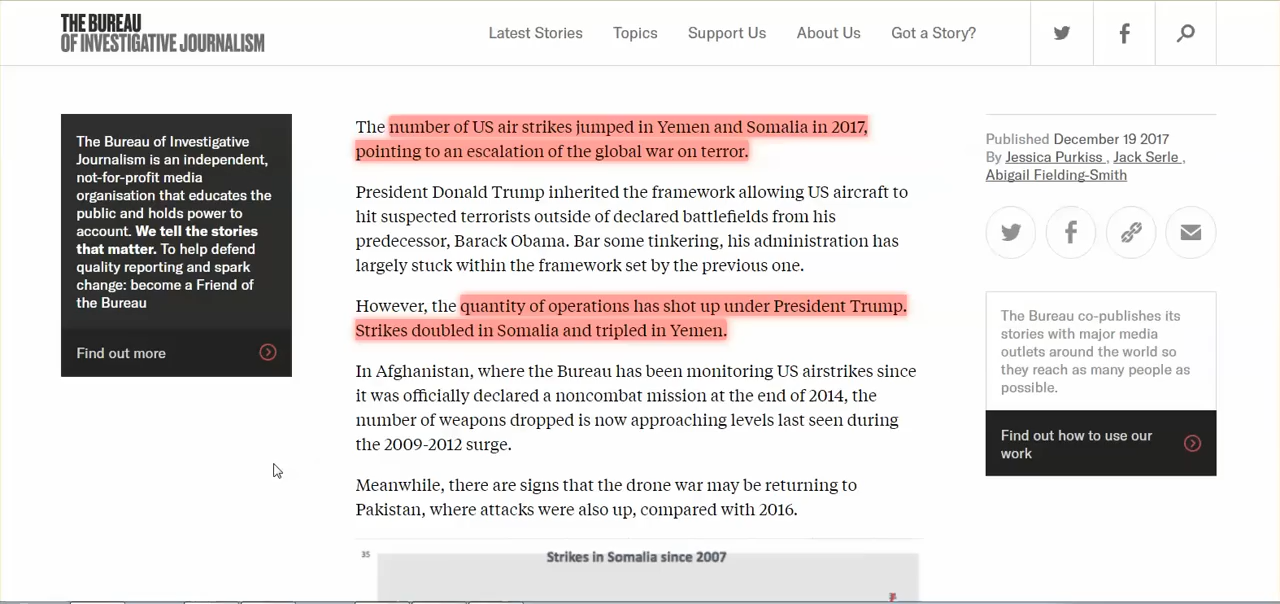 THE BUREAU
OF INVESTIGATIVE JOURNALISM
Latest Stories
Topics
Support Us
About Us
Got a Story?
The Bureau of Investigative
Journalism is an independent,
not-for-profit media
organisation that educates the
public and holds power to
account. We tell the stories
that matter. To help defend
quality reporting and spark
change: become a Friend of
the Bureau
Find out more
The number of US air strikes jumped in Yemen and Somalia in 2017,
pointing to an escalation of the global war on terror.
President Donald Trump inherited the framework allowing US aircraft to
hit suspected terrorists outside of declared battlefields from his
predecessor, Barack Obama. Bar some tinkering, his administration has
largely stuck within the framework set by the previous one.
However, the quantity of operations has shot up under President Trump.
Strikes doubled in Somalia and tripled in Yemen.
In Afghanistan, where the Bureau has been monitoring US airstrikes since
it was officially declared a noncombat mission at the end of 2014, the
number of weapons dropped is now approaching levels last seen during
the 2009-2012 surge.
Meanwhile, there are signs that the drone war may be returning to
Pakistan, where attacks were also up, compared with 2016.
35
Strikes in Somalia since 2007
Published December 19 2017
By Jessica Purkiss , Jack Serle ,
Abigail Fielding-Smith
The Bureau co-publishes its
stories with major media
outlets around the world so
they reach as many people as
possible.
Find out how to use our
work